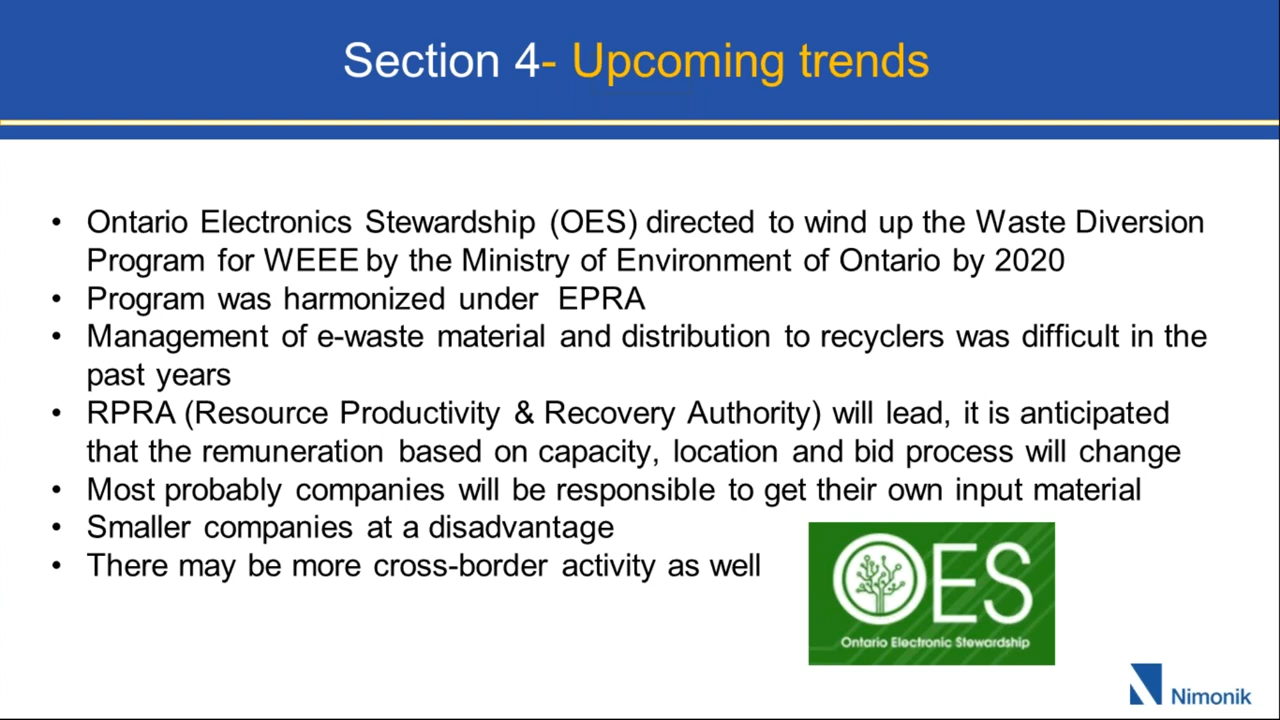 Section 4- Upcoming trends
• Ontario Electronics Stewardship (OES) directed to wind up the Waste Diversion
Program for WEEE by the Ministry of Environment of Ontario by 2020
• Program was harmonized under EPRA
• Management of e-waste material and distribution to recyclers was difficult in the
past years
• RPRA (Resource Productivity & Recovery Authority) will lead, it is anticipated
that the remuneration based on capacity, location and bid process will change
• Most probably companies will be responsible to get their own input material
• Smaller companies at a disadvantage
• There may be more cross-border activity as well
OES
Ontario Electronic Stewardship
Nimonik